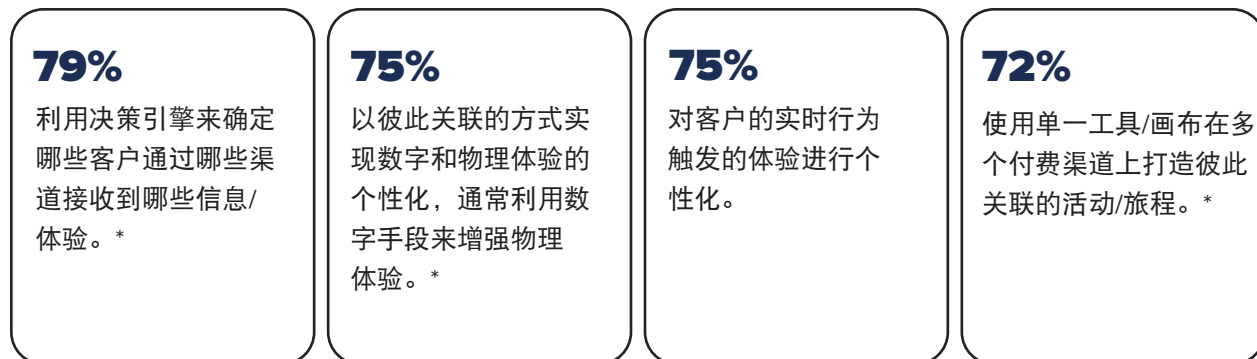 79%
利用决策引擎来确定
哪些客户通过哪些渠
道接收到哪些信息/
体验。*
75%
以彼此关联的方式实
现数字和物理体验的
个性化，通常利用数
字手段来增强物理
体验。*
75%
对客户的实时行为
触发的体验进行个
性化。
72%
使用单一工具/画布在多
个付费渠道上打造彼此
关联的活动/旅程。*